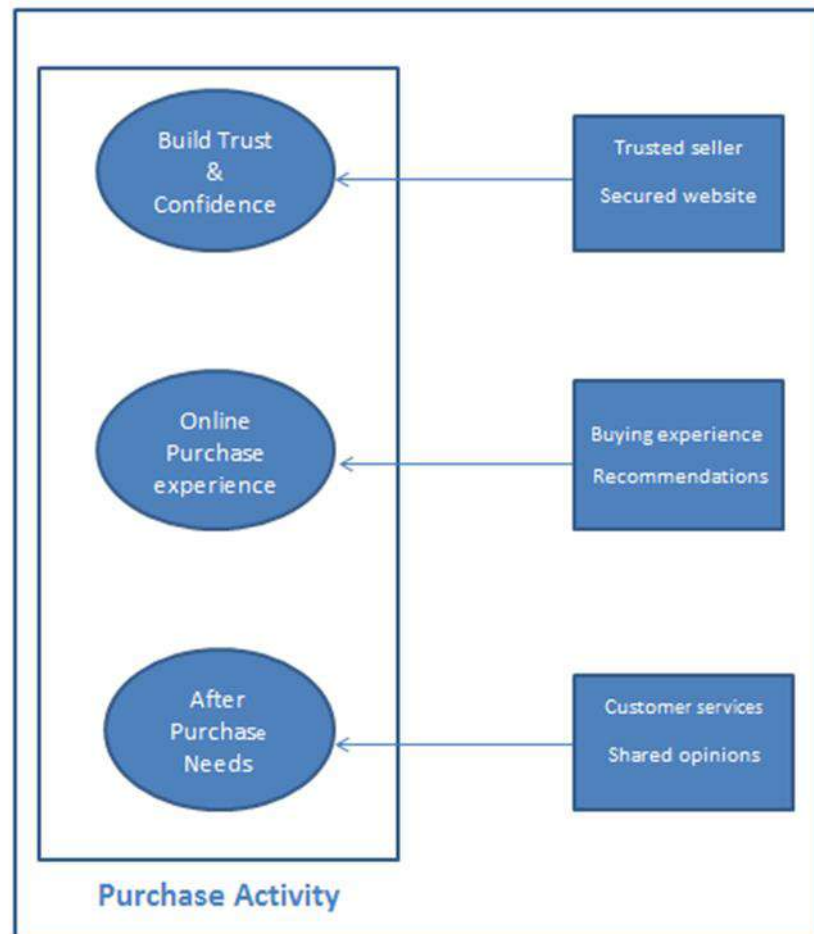 Build Trust
&
Confidence
Trusted seller
Secured website
Online
Purchase
experience
Buying experience
Recommendations
After
Purchase
Needs
Customer services
Shared opinions
Purchase Activity